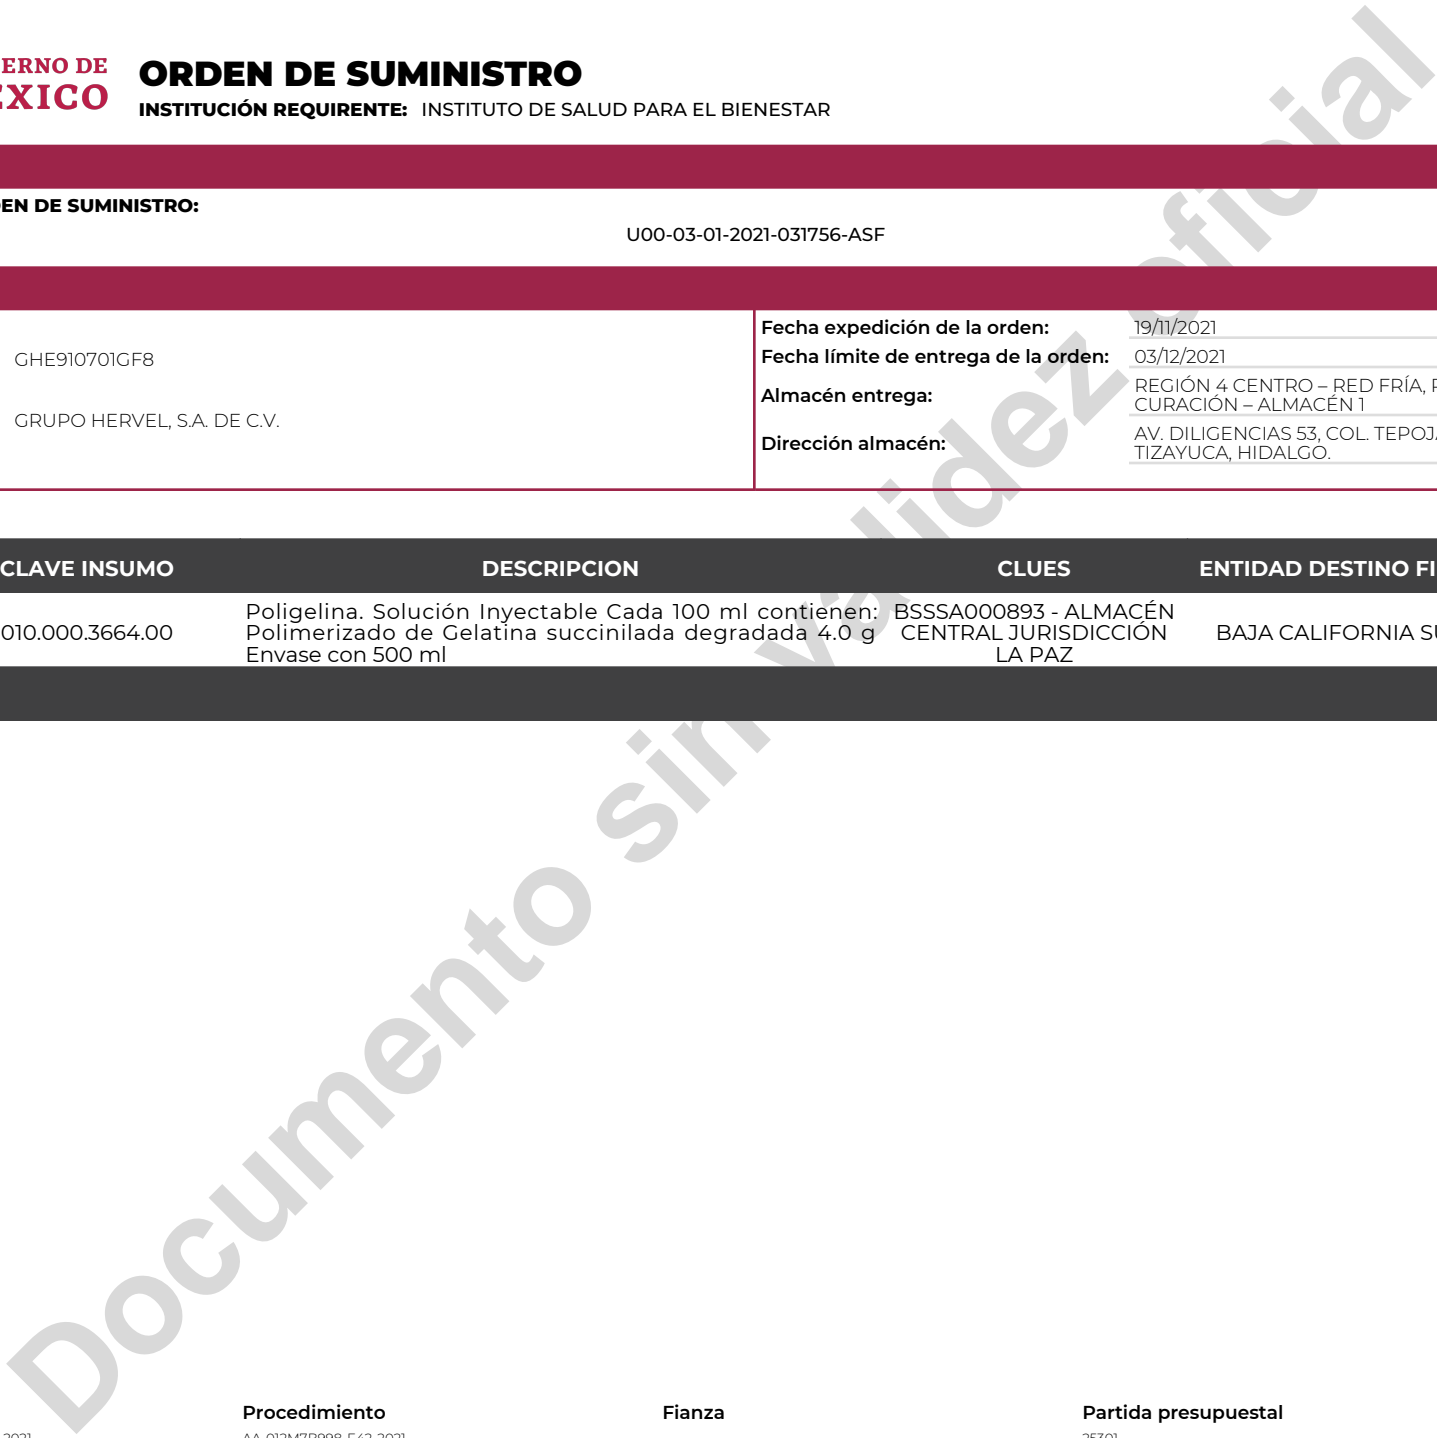 ERNO DE
ORDEN DE SUMINISTRO
EXICO
INSTITUCIÓN REQUIRENTE: INSTITUTO DE SALUD PARA EL BIENESTAR
EN DE SUMINISTRO:
U00-03-01-2021-031756-ASF
GHE910701GF8
GRUPO HERVEL, S.A. DE C.V.
Fecha expedición de la orden: 19/11/2021
Fecha límite de entrega de la orden: 03/12/2021
Almacén entrega: REGIÓN 4 CENTRO – RED FRÍA,
CURACIÓN – ALMACÉN 1
Dirección almacén: AV. DILIGENCIAS 53, COL. TEPOJ
TIZAYUCA, HIDALGO.
CLAVE INSUMO DESCRIPCION CLUES ENTIDAD DESTINO FI
010.000.3664.00
Poligelina. Solución Inyectable Cada 100 ml contienen:
Polimerizado de Gelatina succinilada degradada 4.0 g
Envase con 500 ml
BSSSA000893 - ALMACÉN
CENTRAL JURISDICCIÓN
LA PAZ
BAJA CALIFORNIA S
Documento sin validez oficial
Procedimiento Fianza Partida presupuestal